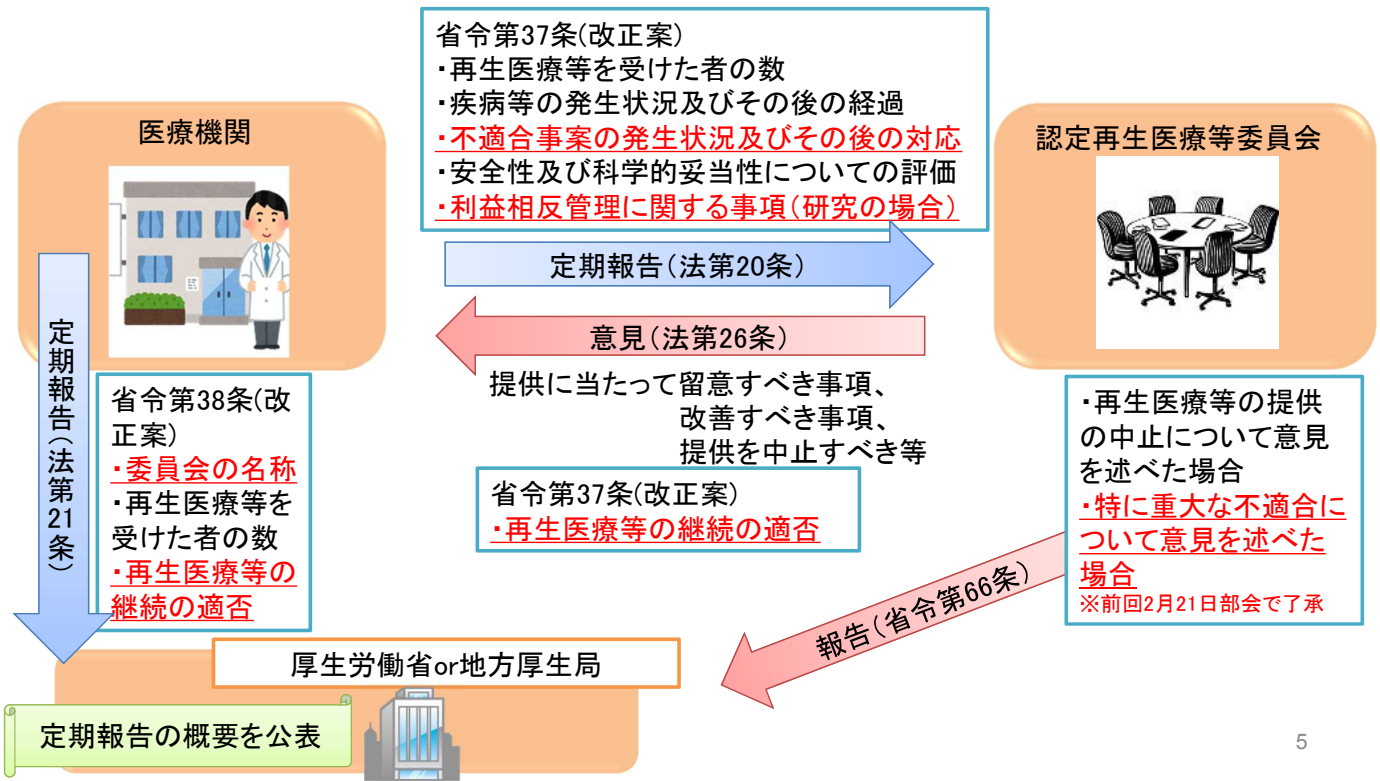 省令第37条(改正案)
・再生医療等を受けた者の数
・疾病等の発生状況及びその後の経過
・不適合事案の発生状況及びその後の対応
・安全性及び科学的妥当性についての評価
・利益相反管理に関する事項(研究の場合)
医療機関
認定再生医療等委員会
定期報告(法第20条)
意見(法第26条)
提供に当たって留意すべき事項、
改善すべき事項、
提供を中止すべき等
省令第37条(改正案)
・再生医療等の継続の適否
定期報告(法第21条)
省令第38条(改
正案)
・委員会の名称
・再生医療等を
受けた者の数
・再生医療等の
継続の適否
・再生医療等の提供
の中止について意見
を述べた場合
・特に重大な不適合に
ついて意見を述べた
場合
※前回2月21日部会で了承
報告(省令第66条)
厚生労働省or地方厚生局
定期報告の概要を公表
5